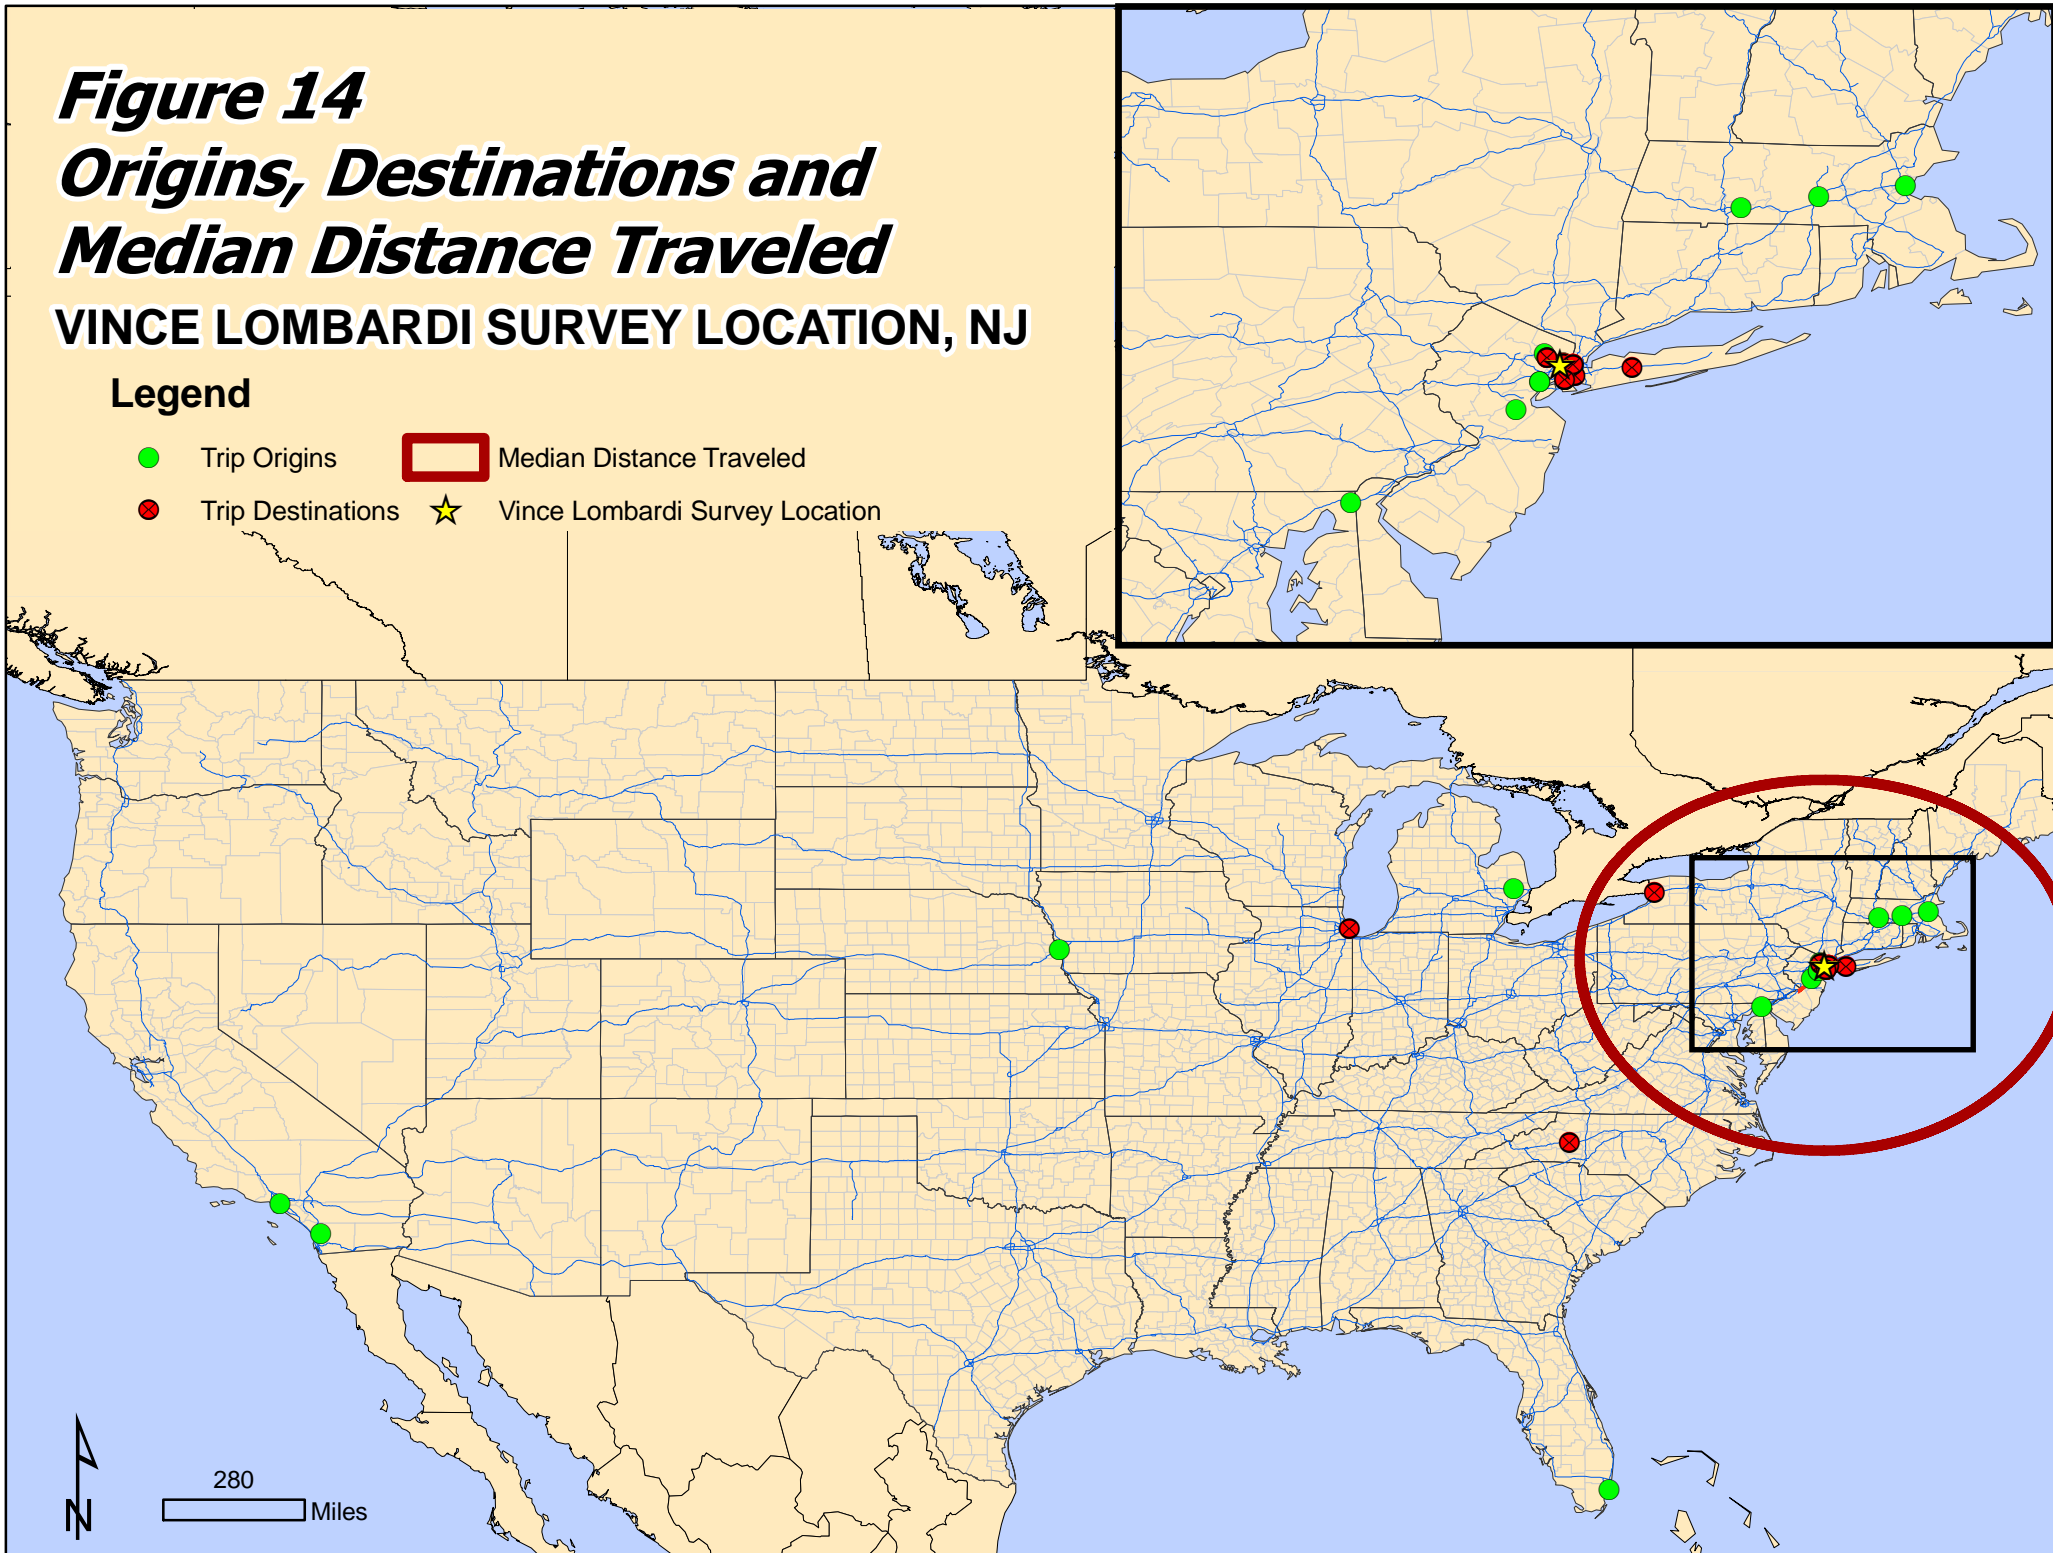 Figure 14
Origins, Destinations and
Median Distance Traveled
VINCE LOMBARDI SURVEY LOCATION, NJ
Legend
Trip Origins
Median Distance Traveled
Trip Destinations
Vince Lombardi Survey Location
N
280
Miles